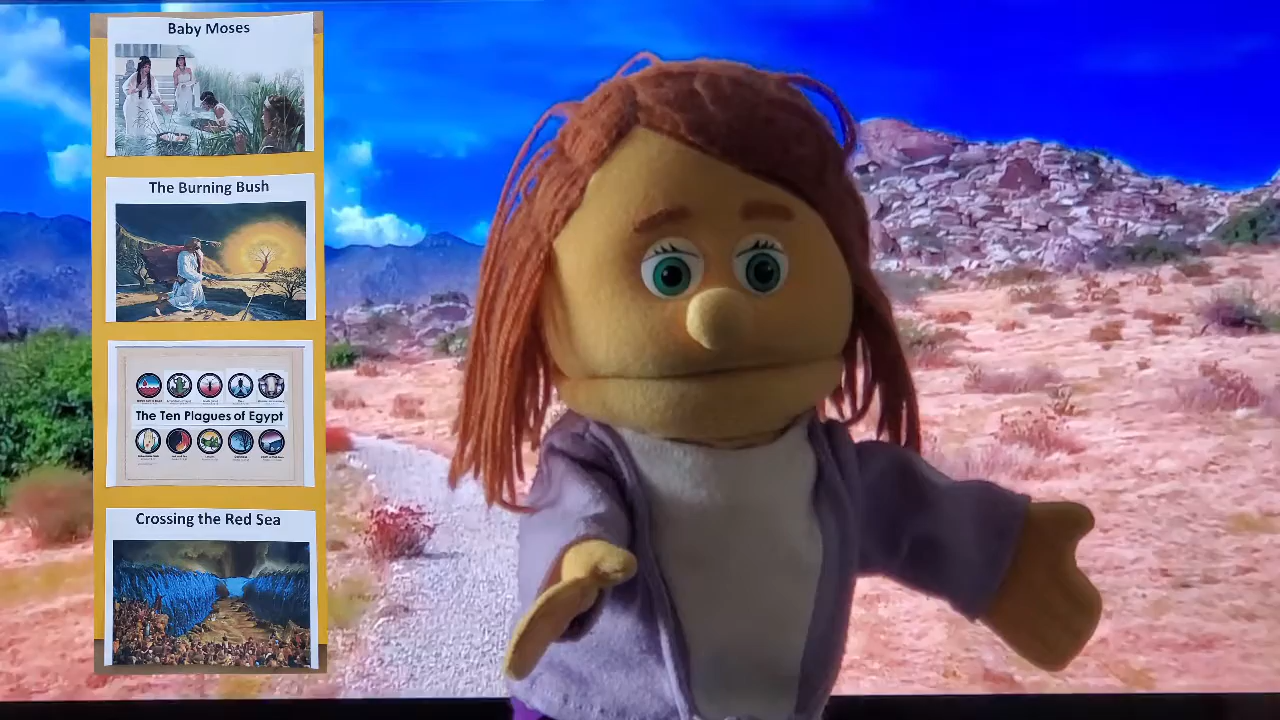 Baby Moses
The Burning Bush
The Ten Plagues of Egypt
Crossing the Red Sea